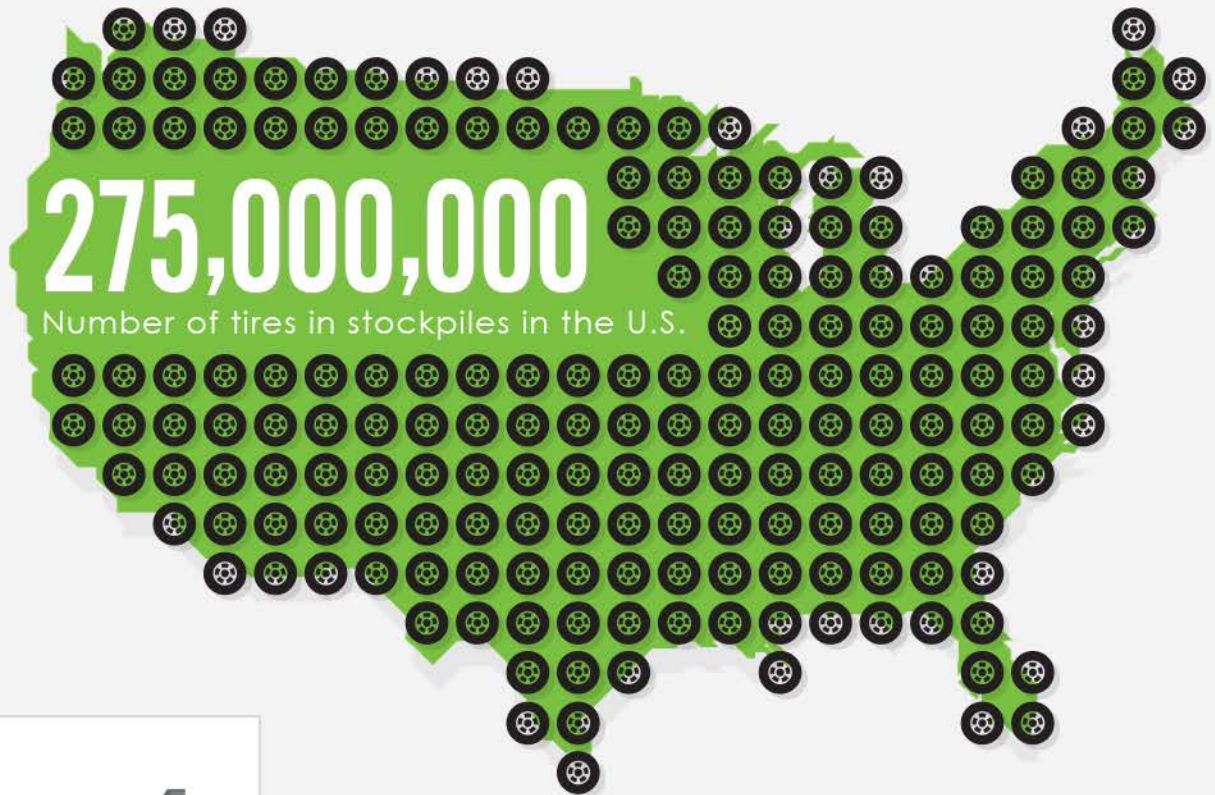 275,000,000
Number of tires in stockpiles in the U.S.